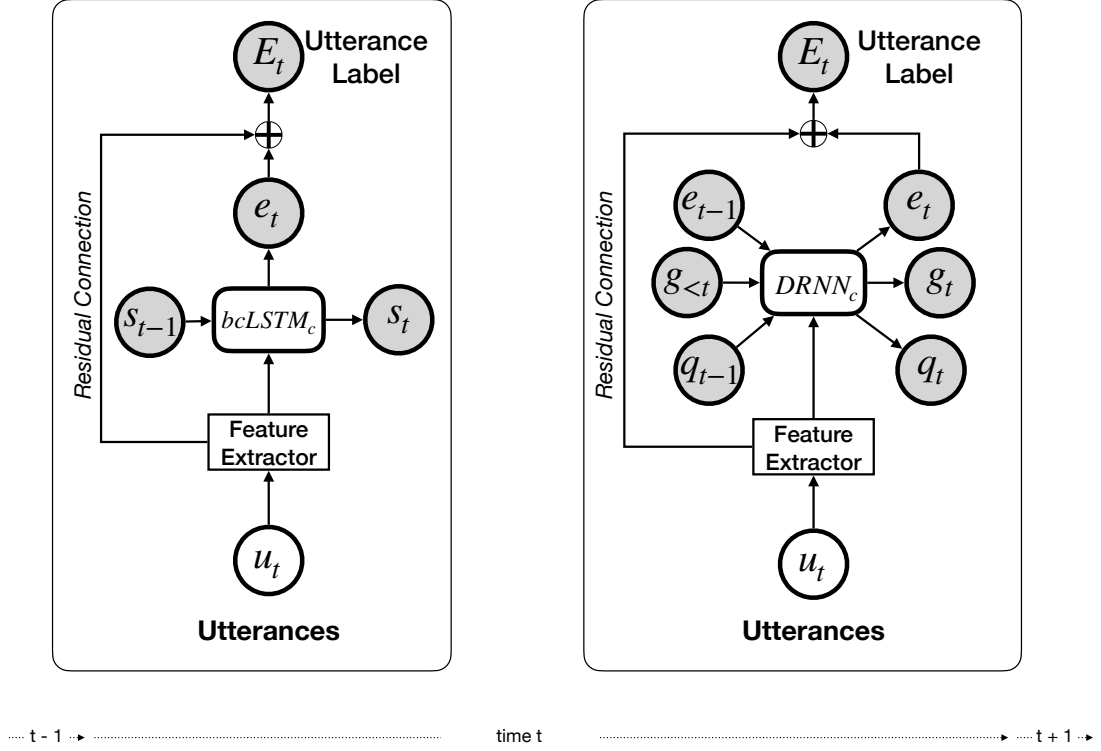 E_t
Utterance
Label
e_t
Residual Connection
s_{t-1}
bcLSTM_c
s_t
Feature
Extractor
u_t
Utterances
E_t
Utterance
Label
Residual Connection
e_{t-1}
e_t
g_{<t}
DRNN_c
g_t
q_{t-1}
q_t
Feature
Extractor
u_t
Utterances
t - 1
time t
t + 1